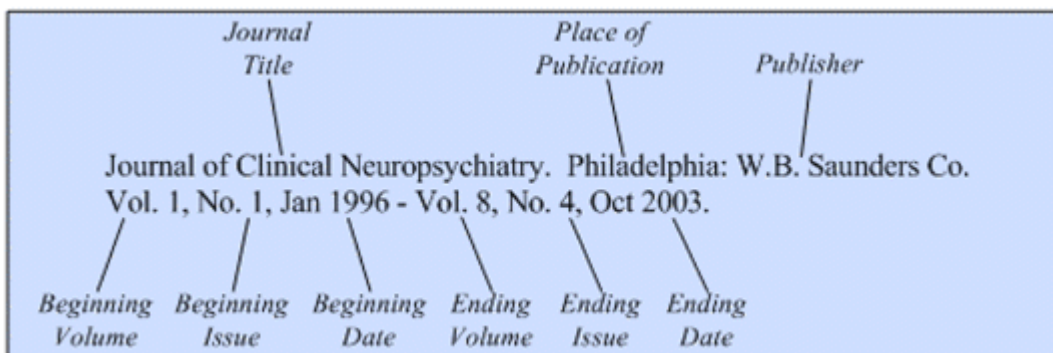 Journal Title
Place of Publication
Publisher
Journal of Clinical Neuropsychiatry. Philadelphia: W.B. Saunders Co.
Vol. 1, No. 1, Jan 1996 - Vol. 8, No. 4, Oct 2003.
Beginning Volume
Beginning Issue
Beginning Date
Ending Volume
Ending Issue
Ending Date